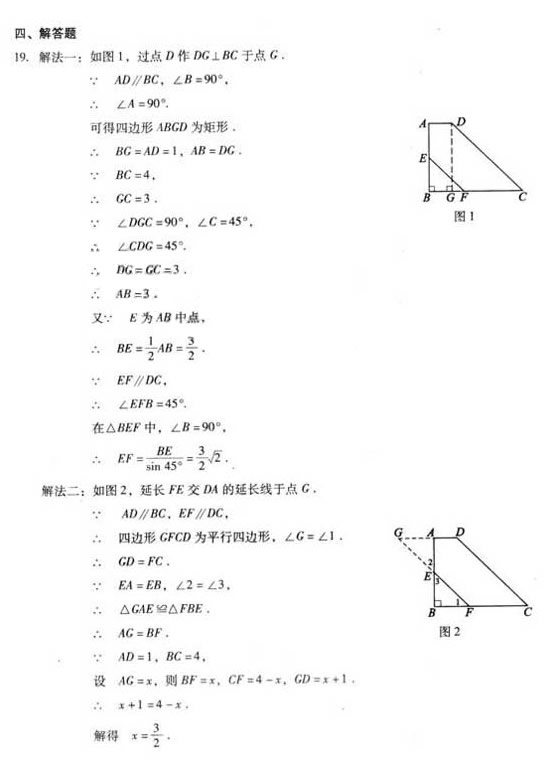 四、解答题
19. 解法一：如图1，过点D作DG⊥BC于点G．
∵ AD∥BC，∠B=90°，
∴ ∠A=90°.
可得四边形ABGD为矩形．
∴ BG=AD=1，AB=DG．
∵ BC=4，
∴ GC=3．
∵ ∠DGC=90°，∠C=45°，
∴ ∠CDG=45°.
∴ DG=GC=3．
∴ AB=3．
又∵ E为AB中点，
∴ BE=\frac{1}{2}AB=\frac{3}{2}．
∵ EF∥DC，
∴ ∠EFB=45°.
在△BEF中，∠B=90°，
∴ EF=\frac{BE}{sin 45°}=\frac{3}{2}√2．
A D
E
B G F C
图1
解法二：如图2，延长FE交DA的延长线于点G．
∵ AD∥BC，EF∥DC，
∴ 四边形GFCD为平行四边形，∠G=∠1．
∴ GD=FC．
∵ EA=EB，∠2=∠3，
∴ △GAE≌△FBE．
∴ AG=BF．
∵ AD=1，BC=4，
设 AG=x，则BF=x，CF=4-x，GD=x+1．
∴ x+1=4-x．
解得 x=\frac{3}{2}．
G A D
2
E 3
1
B F C
图2